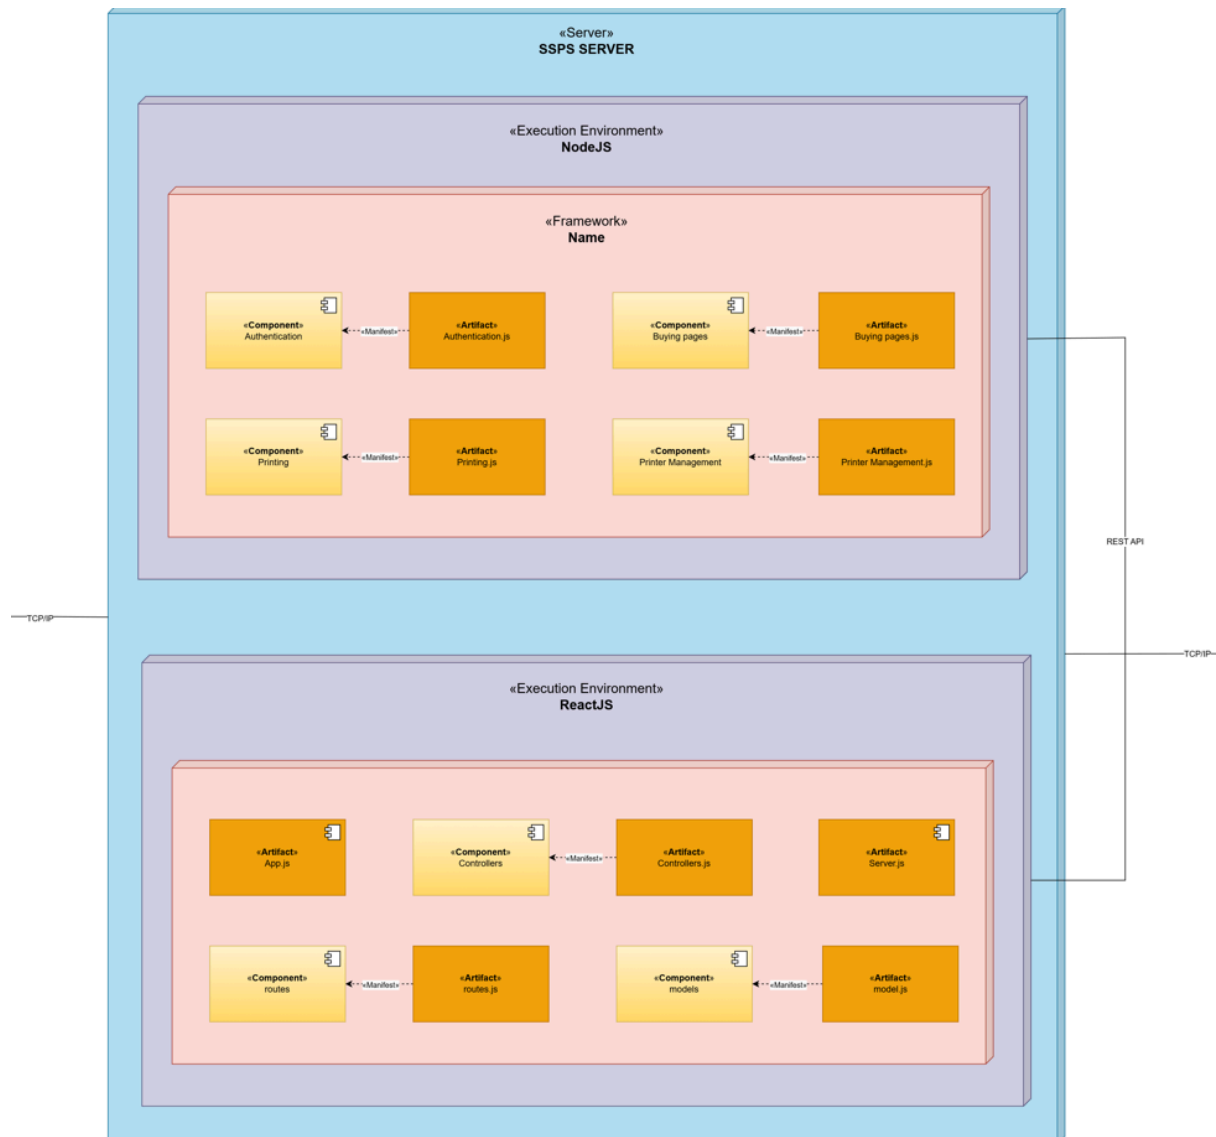 «Server»
SSPS SERVER
«Execution Environment»
NodeJS
«Framework»
Name
«Component»
Authentication
«Manifest»
«Artifact»
Authentication.js
«Component»
Buying pages
«Manifest»
«Artifact»
Buying pages.js
«Component»
Printing
«Manifest»
«Artifact»
Printing.js
«Component»
Printer Management
«Manifest»
«Artifact»
Printer Management.js
REST API
TCP/IP
TCP/IP
«Execution Environment»
ReactJS
«Artifact»
App.js
«Component»
Controllers
«Manifest»
«Artifact»
Controllers.js
«Artifact»
Server.js
«Component»
routes
«Manifest»
«Artifact»
routes.js
«Component»
models
«Manifest»
«Artifact»
model.js